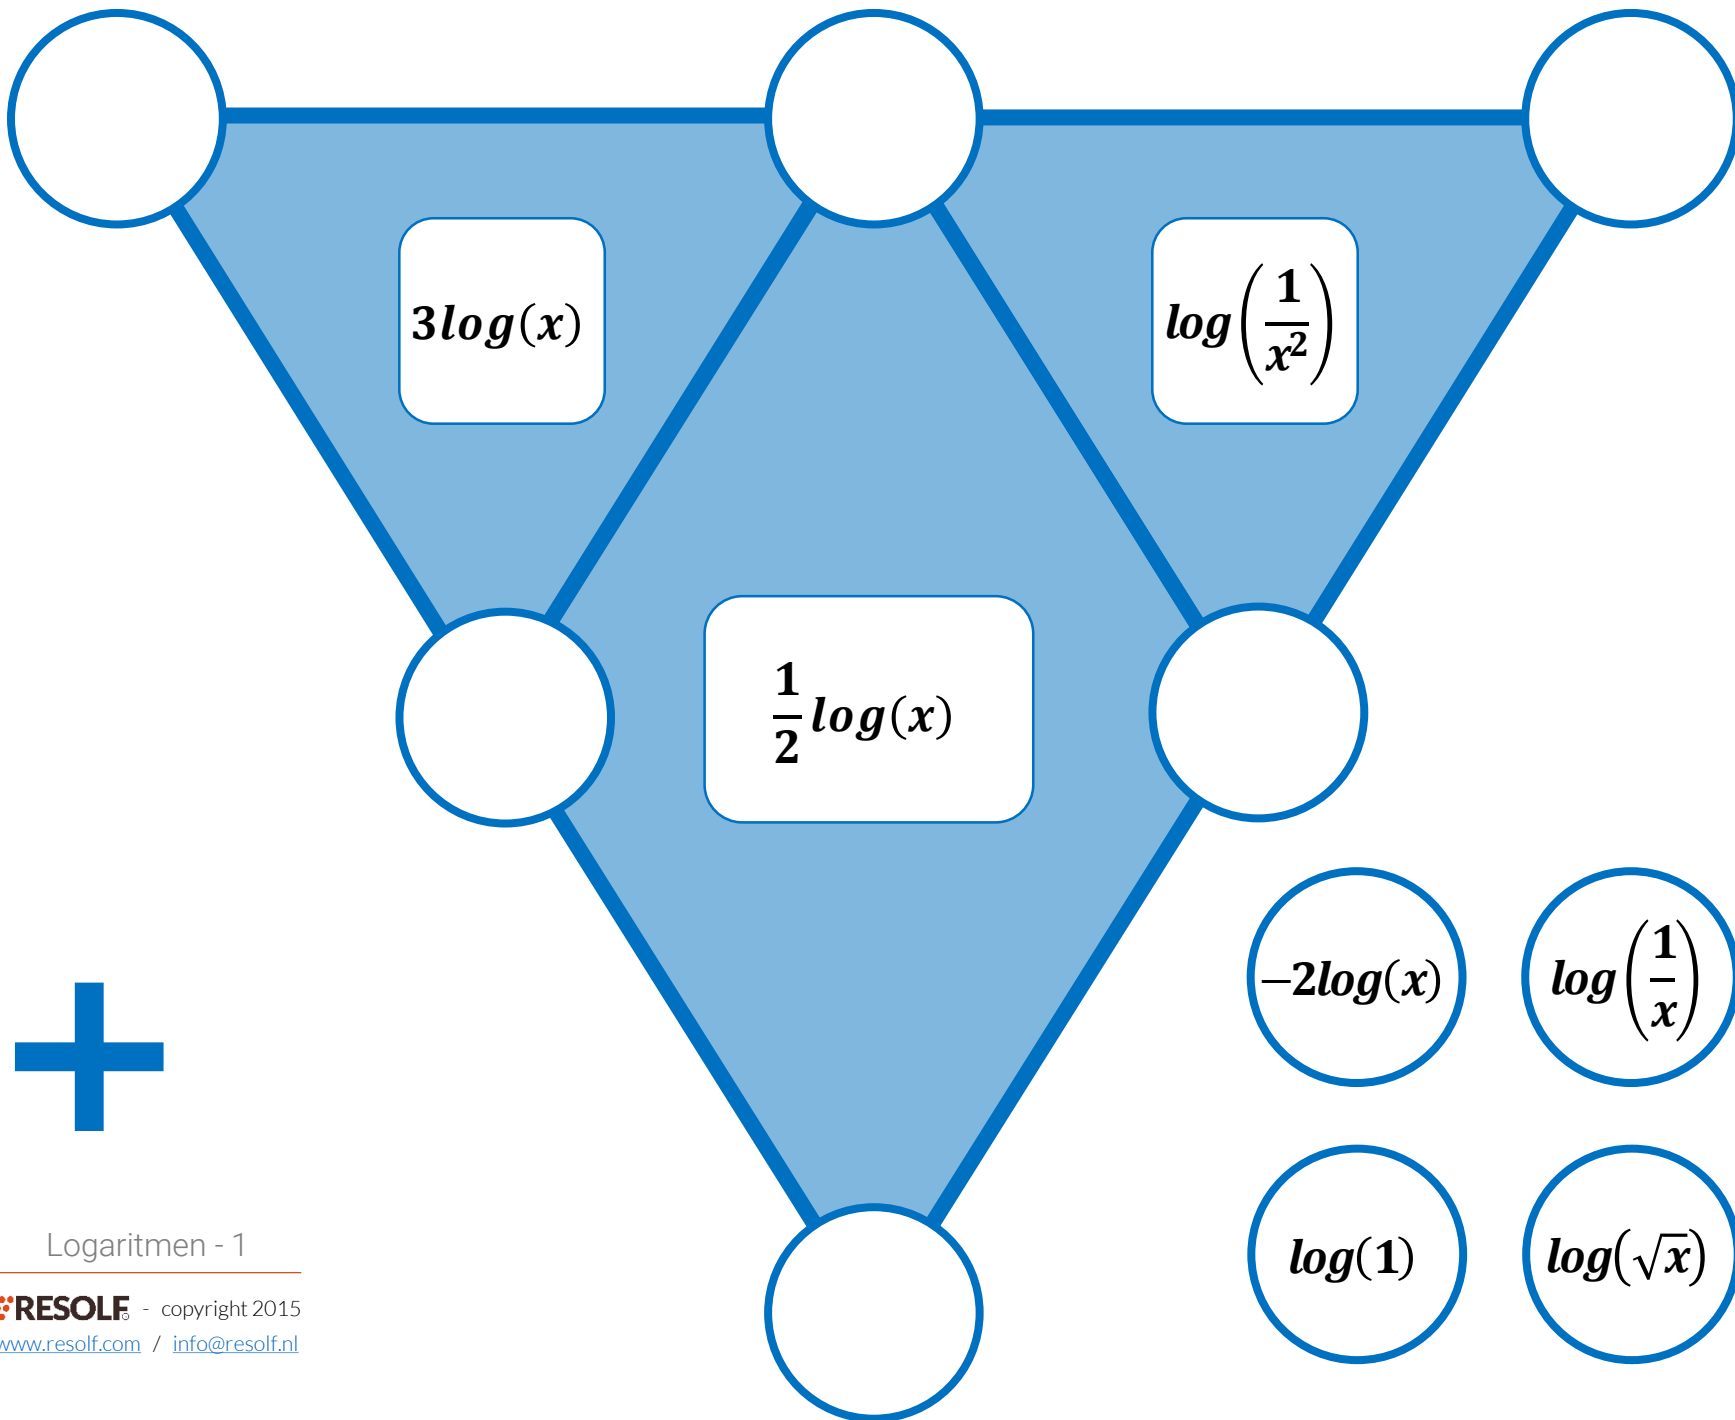 3log(x)
log(1/x²)
1/2 log(x)
−2log(x)
log(1/x)
log(1)
log(√x)
Logaritmen - 1
RESOLF - copyright 2015
www.resolf.com / info@resolf.nl